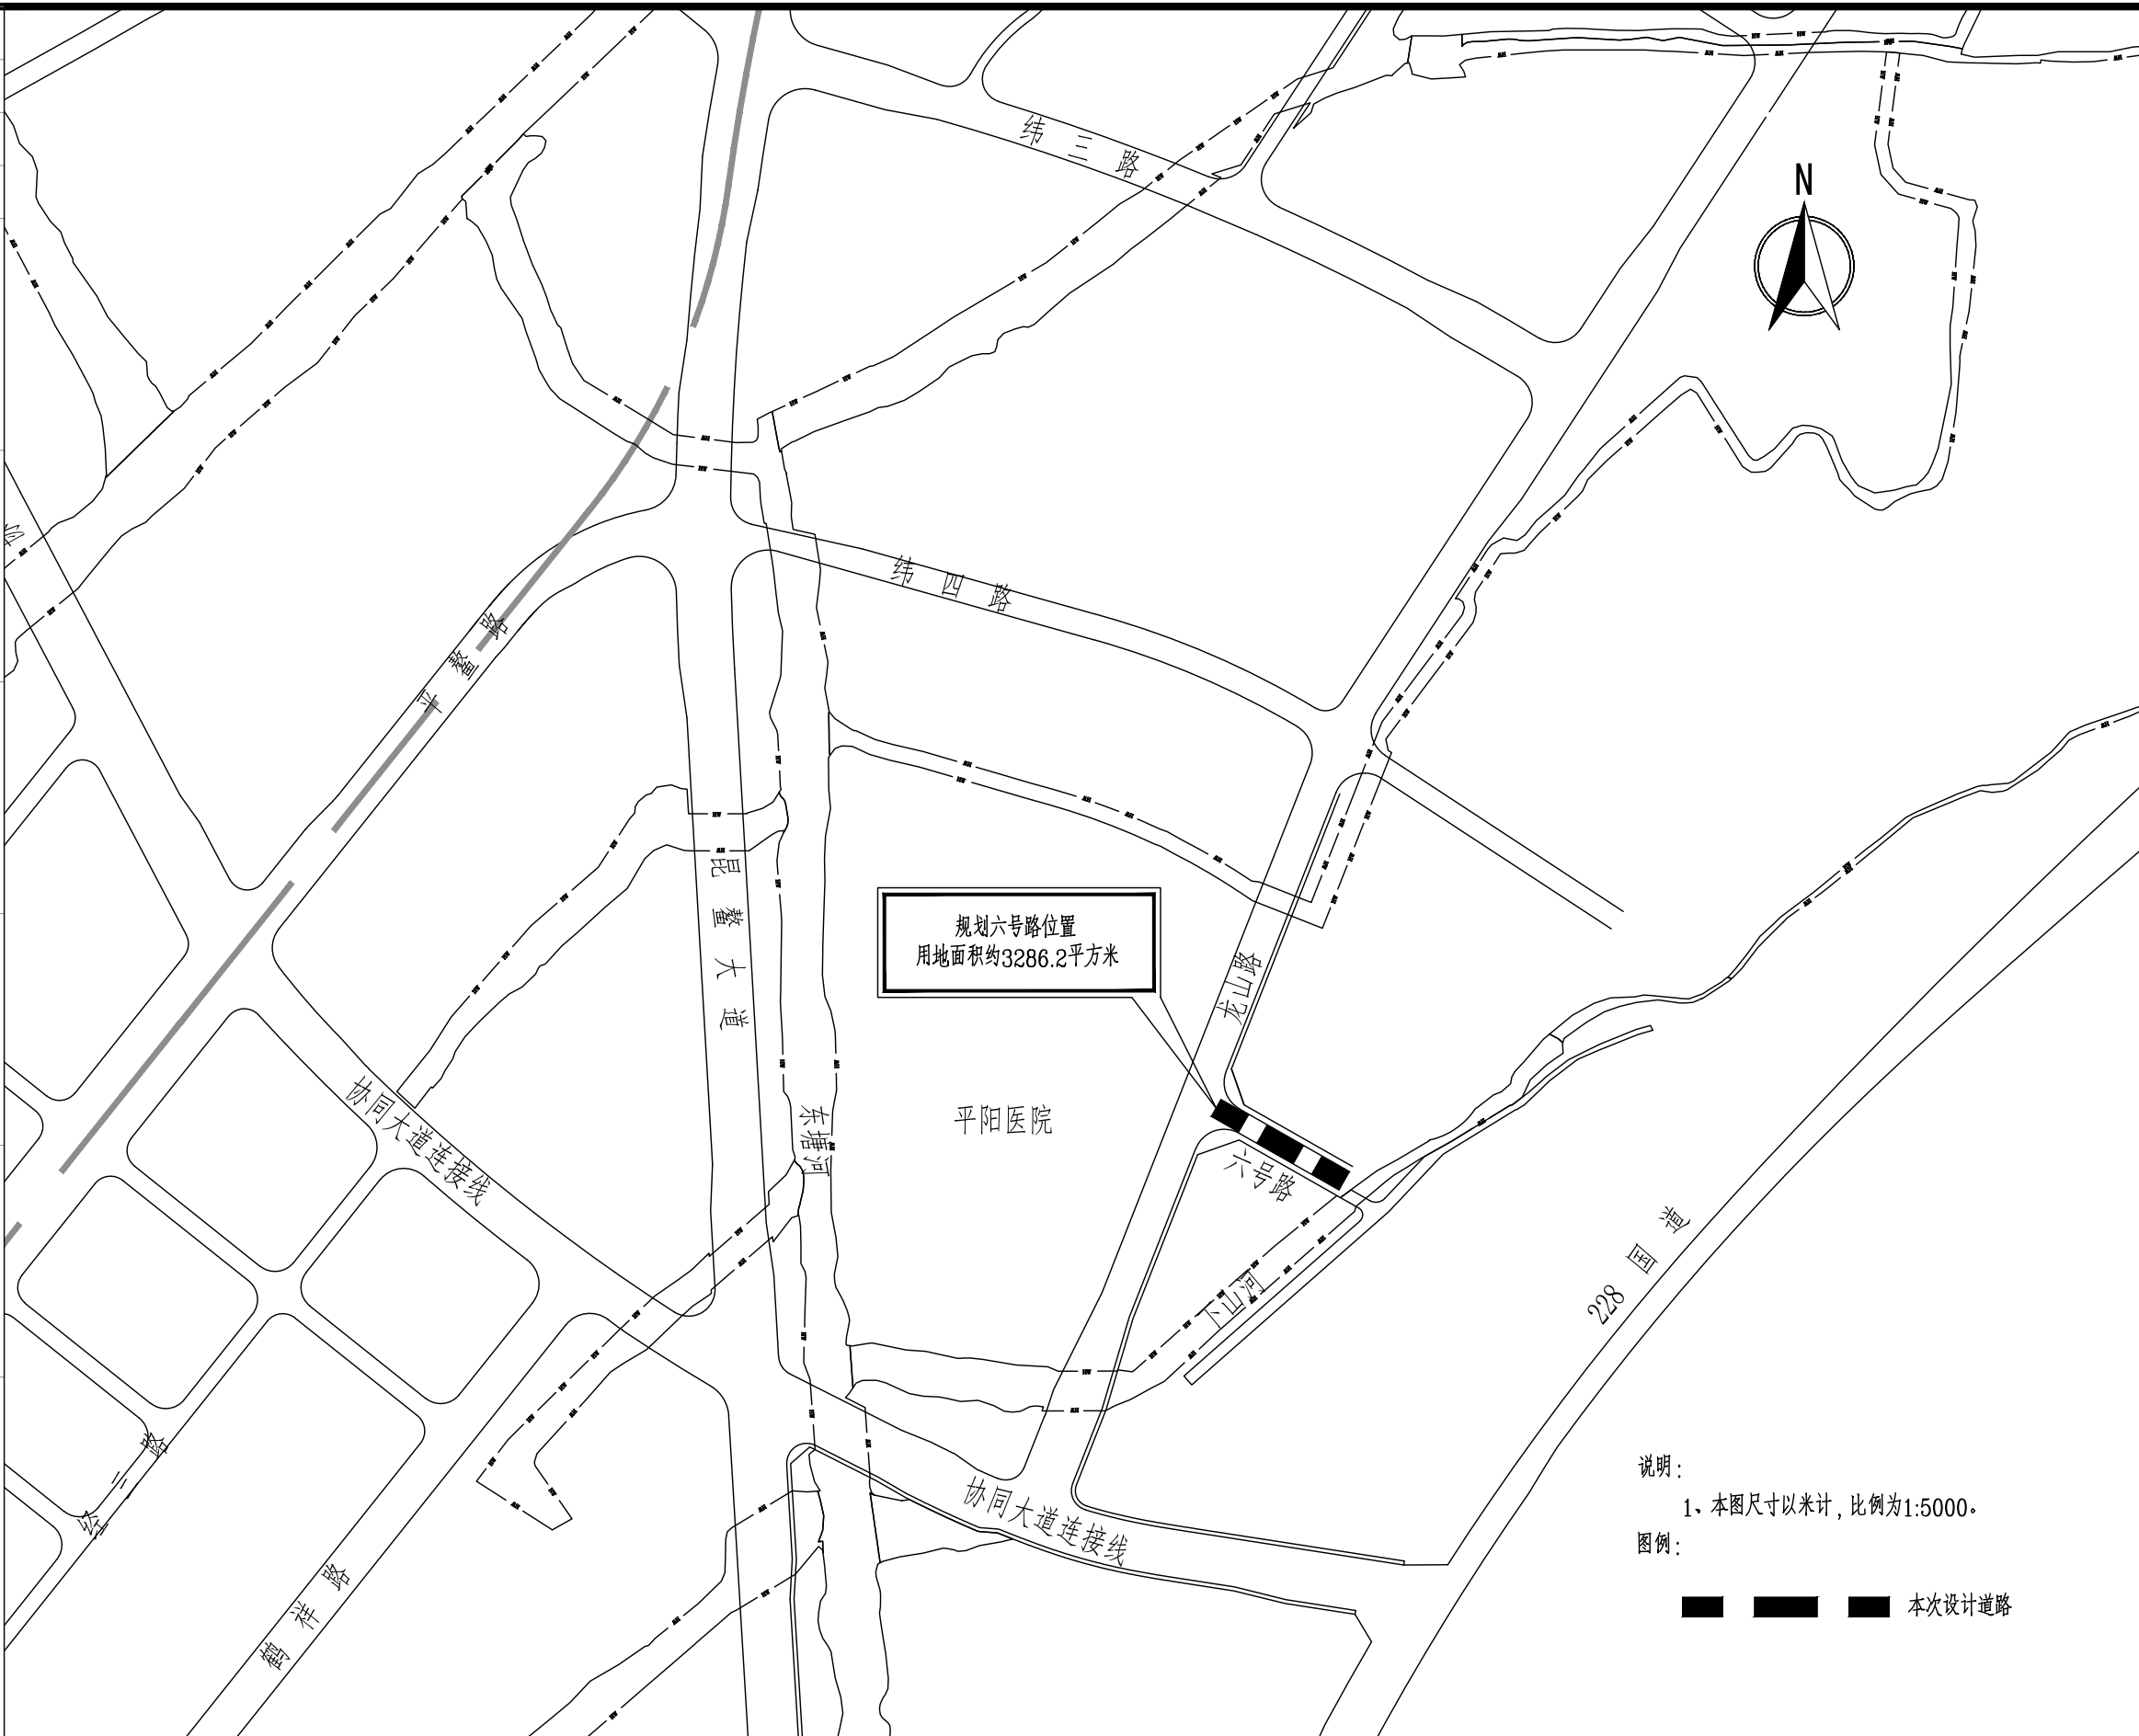 纬三路
N
纬四路
平鳌路
昆鳌大道
规划六号路位置
用地面积约3286.2平方米
龙山路
协同大道连接线
东塘河
平阳医院
六号路
下山河
228国道
鹤祥路
协同大道连接线
说明:
1、本图尺寸以米计,比例为1:5000。
图例:
本次设计道路